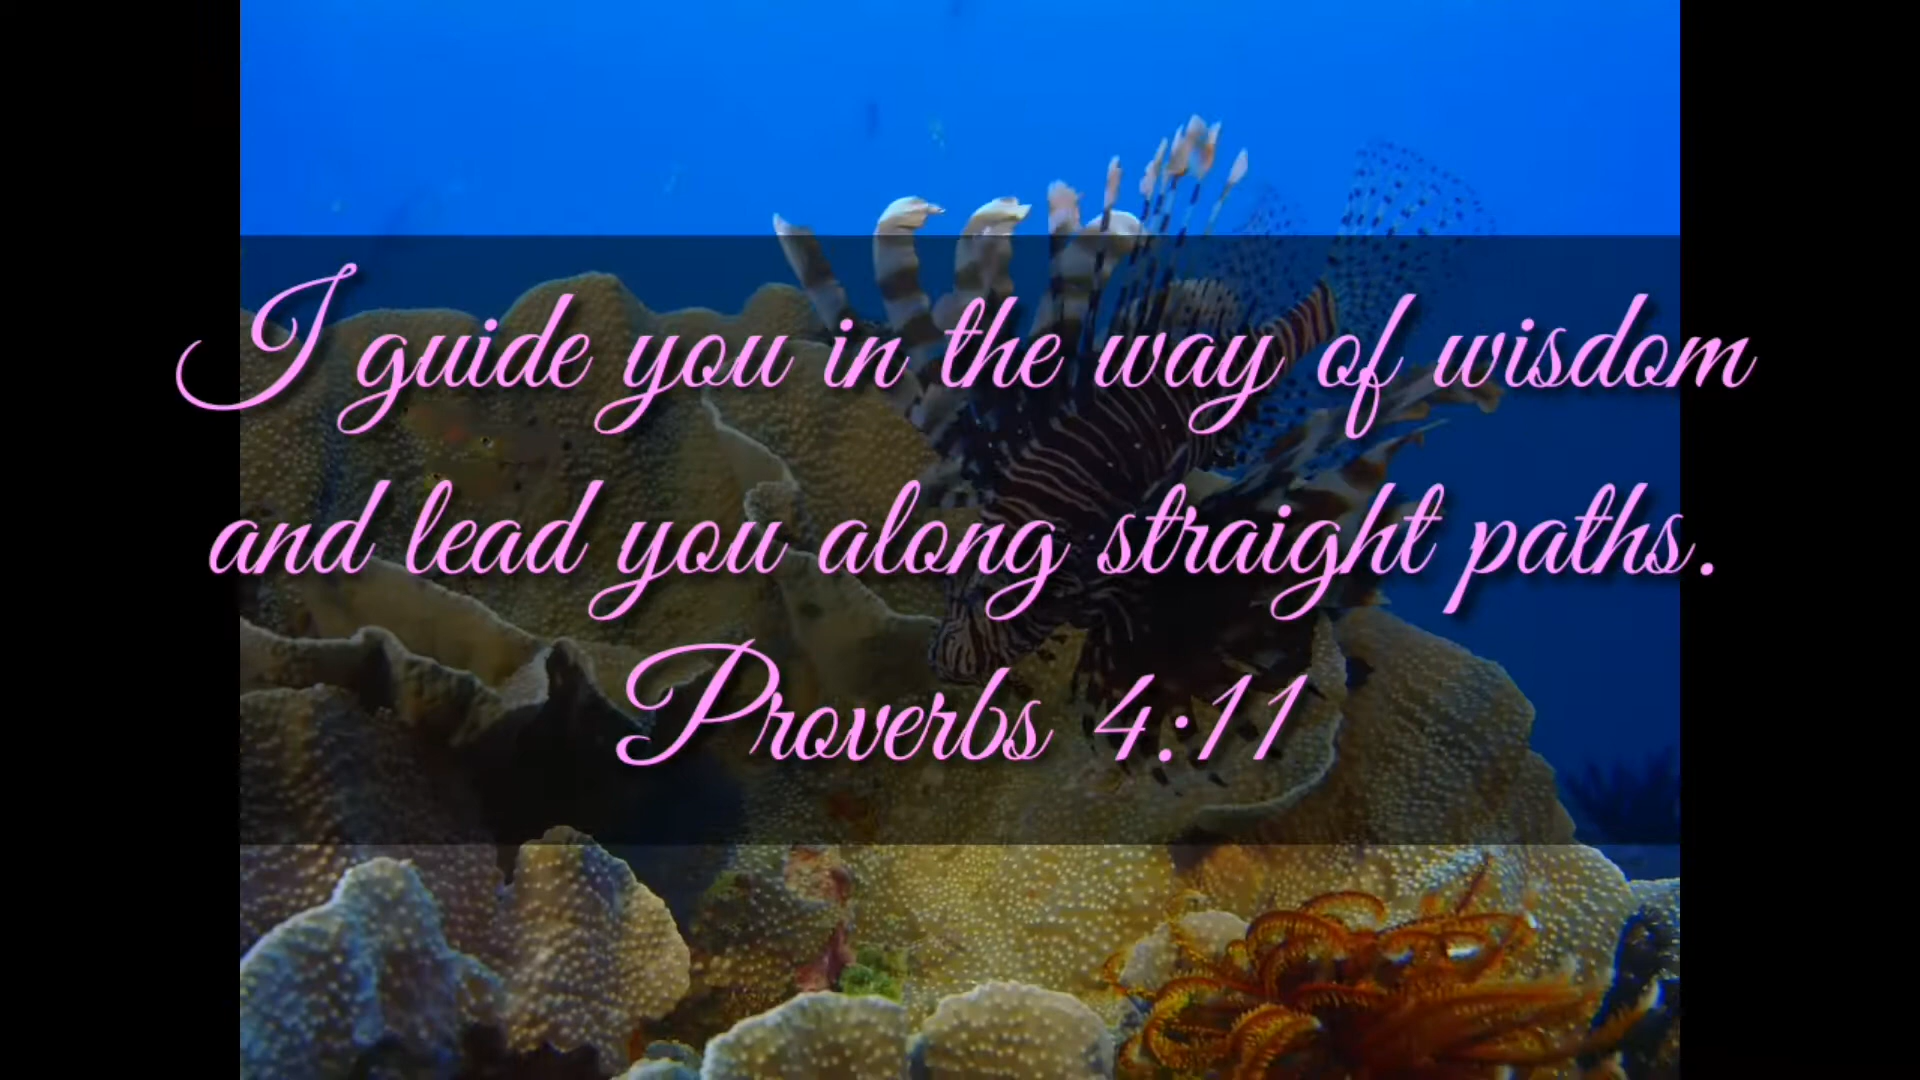 I guide you in the way of wisdom
and lead you along straight paths.
Proverbs 4:11